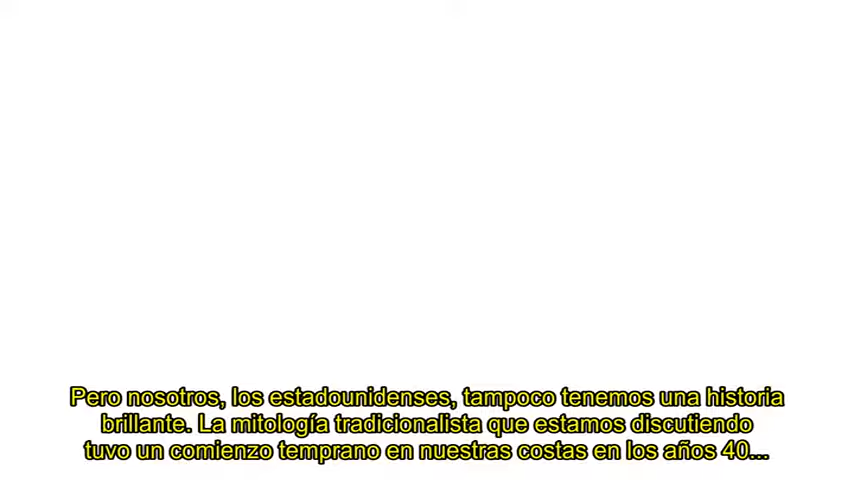 Pero nosotros, los estadounidenses, tampoco tenemos una historia
brillante. La mitología tradicionalista que estamos discutiendo
tuvo un comienzo temprano en nuestras costas en los años 40...